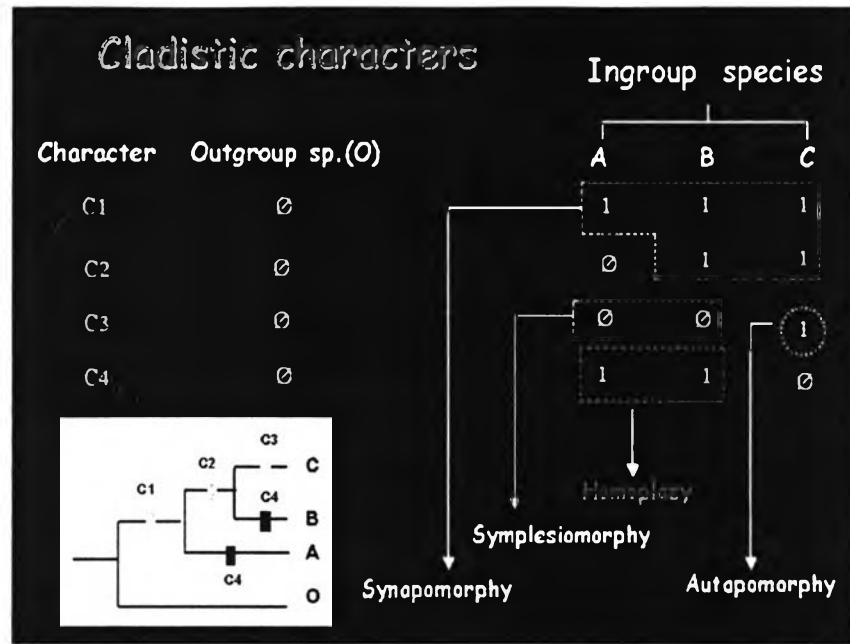 Cladistic characters
Ingroup species
Character Outgroup sp.(O) A B C
C1 Ø 1 1 1
C2 Ø Ø 1 1
C3 Ø Ø Ø 1
C4 Ø 1 1 Ø
C3
C2 C
C1 C4
B
A
C4
O
Homoplasy
Symplesiomorphy
Synapomorphy Autapomorphy